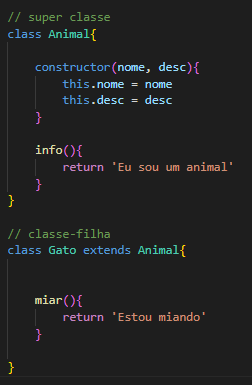 // super classe
class Animal{
constructor(nome, desc){
this.nome = nome
this.desc = desc
}
info(){
return 'Eu sou um animal'
}
}
// classe-filha
class Gato extends Animal{
miar(){
return 'Estou miando'
}
}